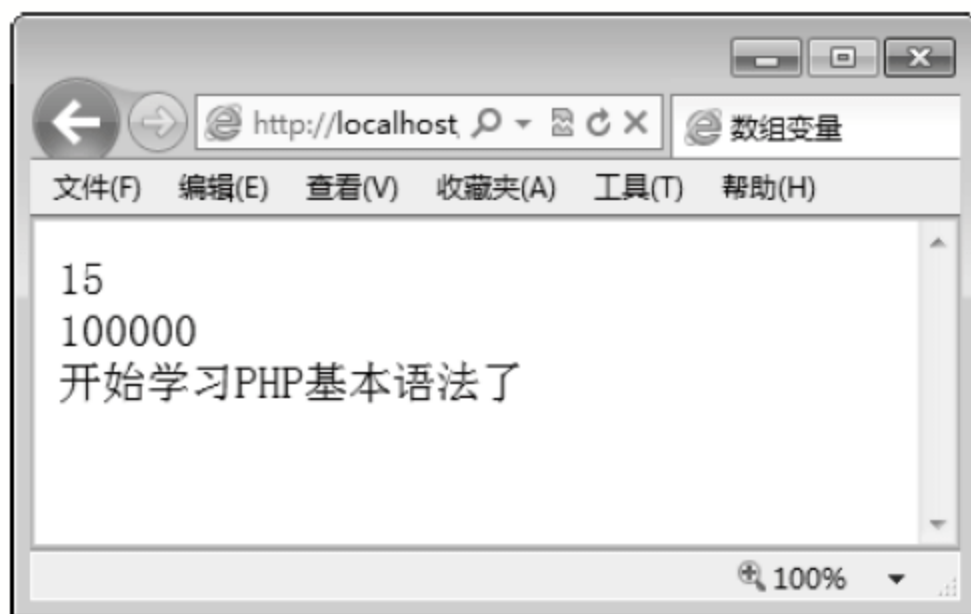 http://localhost, 数组变量
文件(F) 编辑(E) 查看(V) 收藏夹(A) 工具(T) 帮助(H)
15
100000
开始学习PHP基本语法了
100%